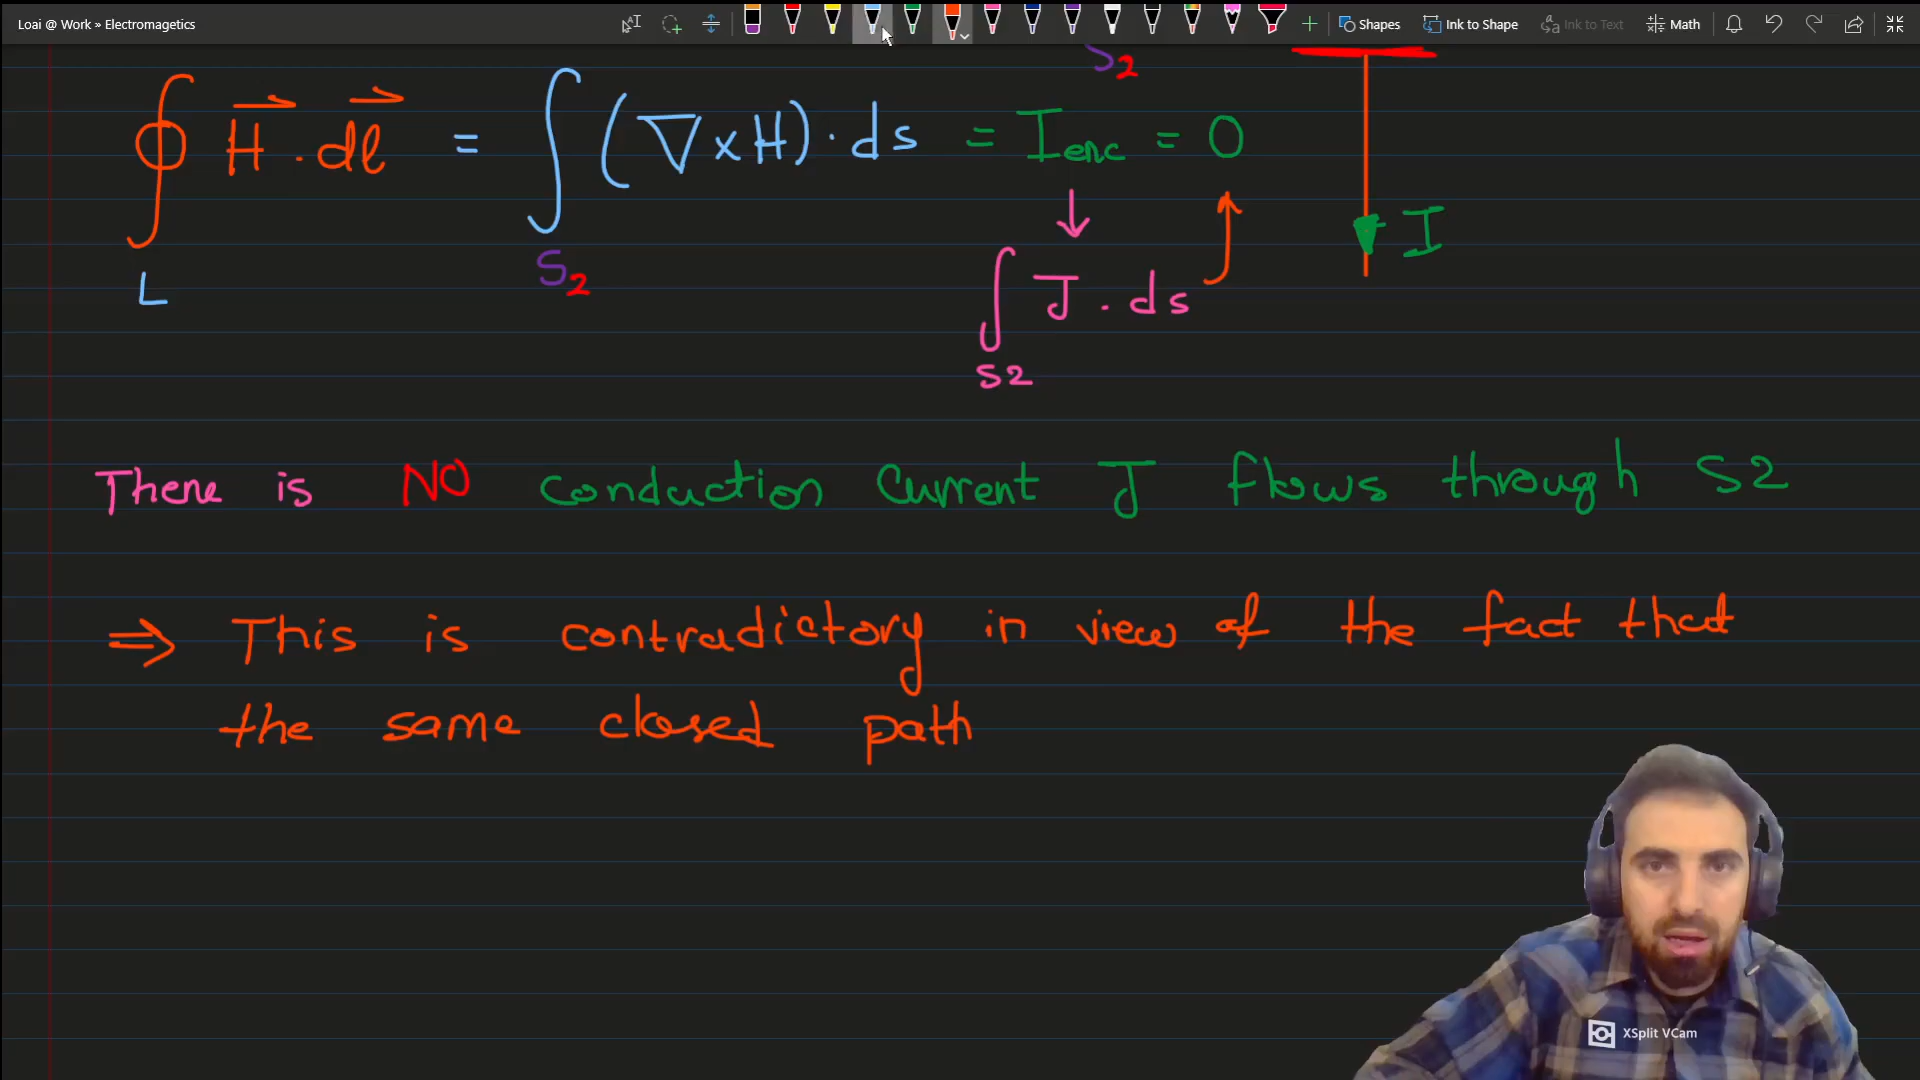 Loai @ Work » Electromagetics
Shapes Ink to Shape Ink to Text Math
S2
∮ H⃗ . dl⃗ = ∫ (∇xH) · ds = Ienc = 0
I
L
S2
∫ J . ds
S2
There is NO conduction Current J flows through S2
⇒ This is contradictory in view of the fact that
the same closed path
XSplit VCam